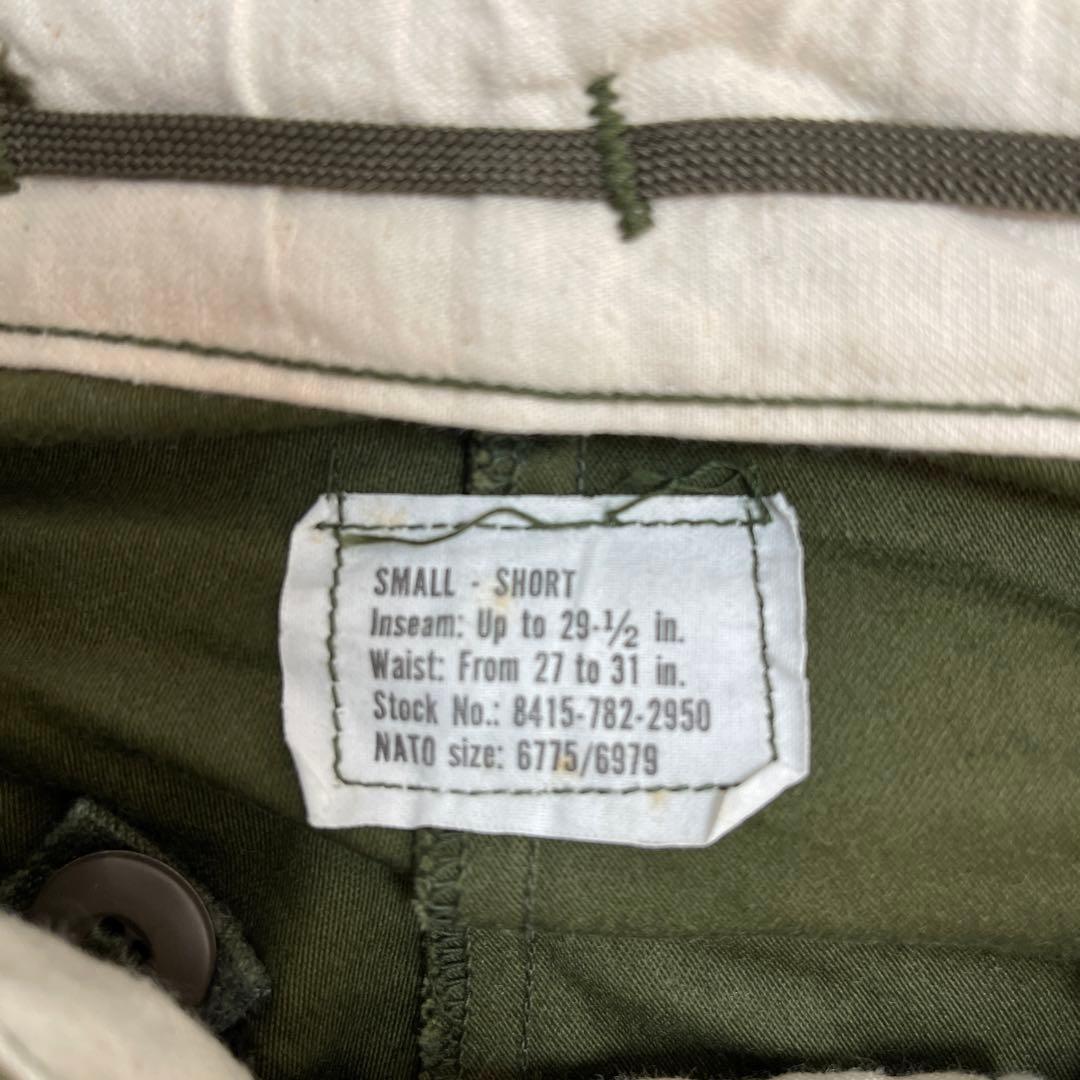 SMALL - SHORT
Inseam: Up to 29-1/2 in.
Waist: From 27 to 31 in.
Stock No.: 8415-782-2950
NATO size: 6775/6979